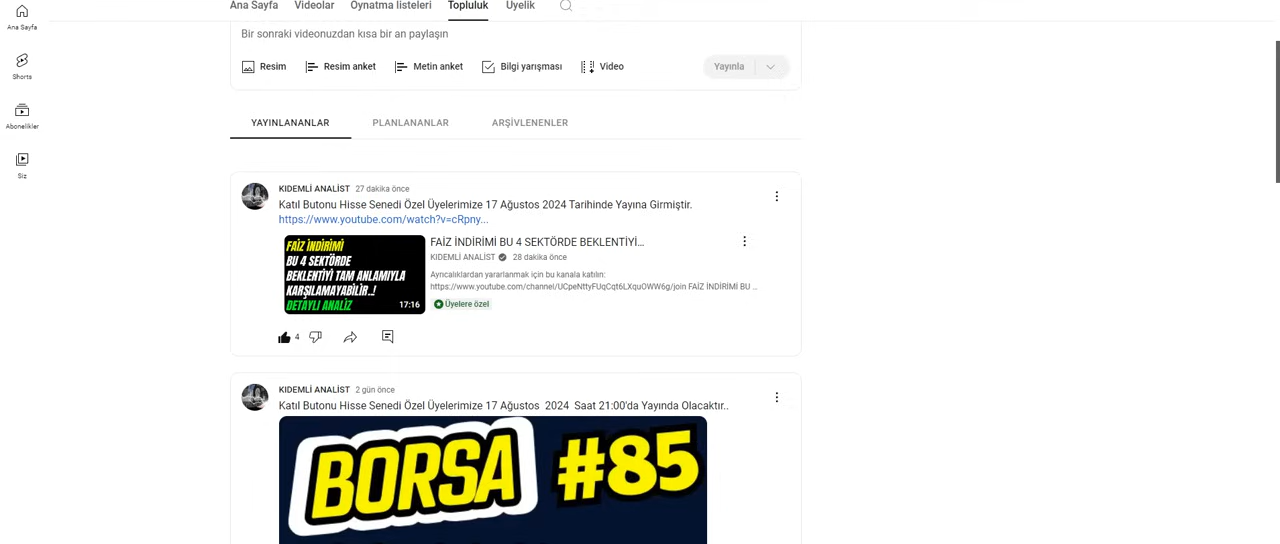 Ana Sayfa
Videolar
Oynatma listeleri
Topluluk
Üyelik
Ana Sayfa
Shorts
Abonelikler
Siz
Bir sonraki videonuzdan kısa bir an paylaşın
Resim
Resim anket
Metin anket
Bilgi yarışması
Video
Yayınla
YAYINLANANLAR
PLANLANANLAR
ARŞİVLENENLER
KIDEMLİ ANALİST 27 dakika önce
Katıl Butonu Hisse Senedi Özel Üyelerimize 17 Ağustos 2024 Tarihinde Yayına Girmiştir.
https://www.youtube.com/watch?v=cRpny...
FAİZ İNDİRİMİ
BU 4 SEKTÖRDE
BEKLENTİYİ TAM ANLAMIYLA
KARŞILAMAYABİLİR..!
DETAYLI ANALİZ
17:16
FAİZ İNDİRİMİ BU 4 SEKTÖRDE BEKLENTİYİ...
KIDEMLİ ANALİST 28 dakika önce
Ayrıcalıklardan yararlanmak için bu kanala katılın:
https://www.youtube.com/channel/UCpeNttyFUqCqt6LXquOWW6g/join FAİZ İNDİRİMİ BU ...
Üyelere özel
4
KIDEMLİ ANALİST 2 gün önce
Katıl Butonu Hisse Senedi Özel Üyelerimize 17 Ağustos 2024 Saat 21:00'da Yayında Olacaktır..
BORSA #85